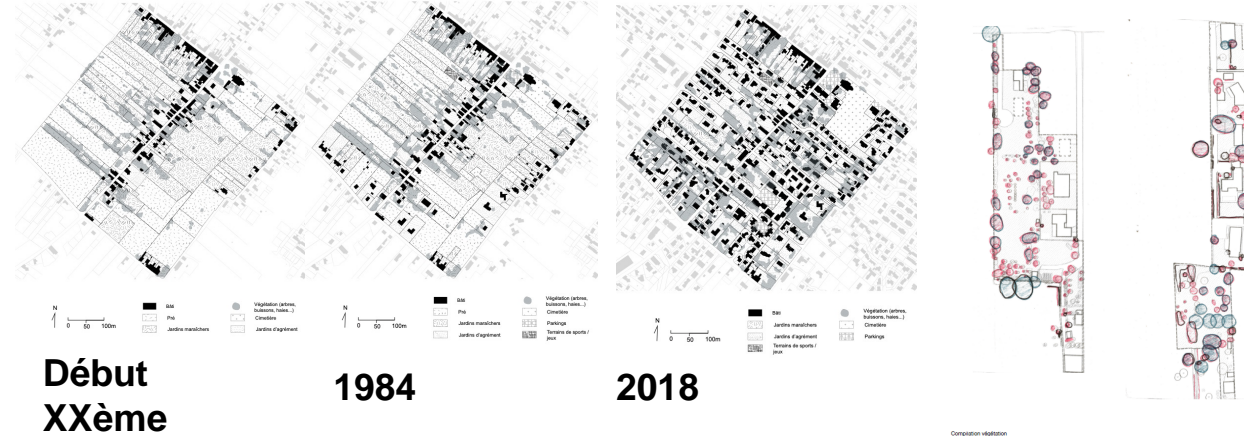 N
0 50 100m
Bâti
Pré
Jardins maraîchers
Végétation (arbres,
buissons, haies...)
Cimetière
Jardins d'agrément
N
0 50 100m
Bâti
Pré
Jardins maraîchers
Jardins d'agrément
Végétation (arbres,
buissons, haies...)
Cimetière
Parkings
Terrains de sports /
jeux
N
0 50 100m
Bâti
Jardins maraîchers
Jardins d'agrément
Terrains de sports /
jeux
Végétation (arbres,
buissons, haies...)
Cimetière
Parkings
Début
XXème
1984
2018
Compilation végétation